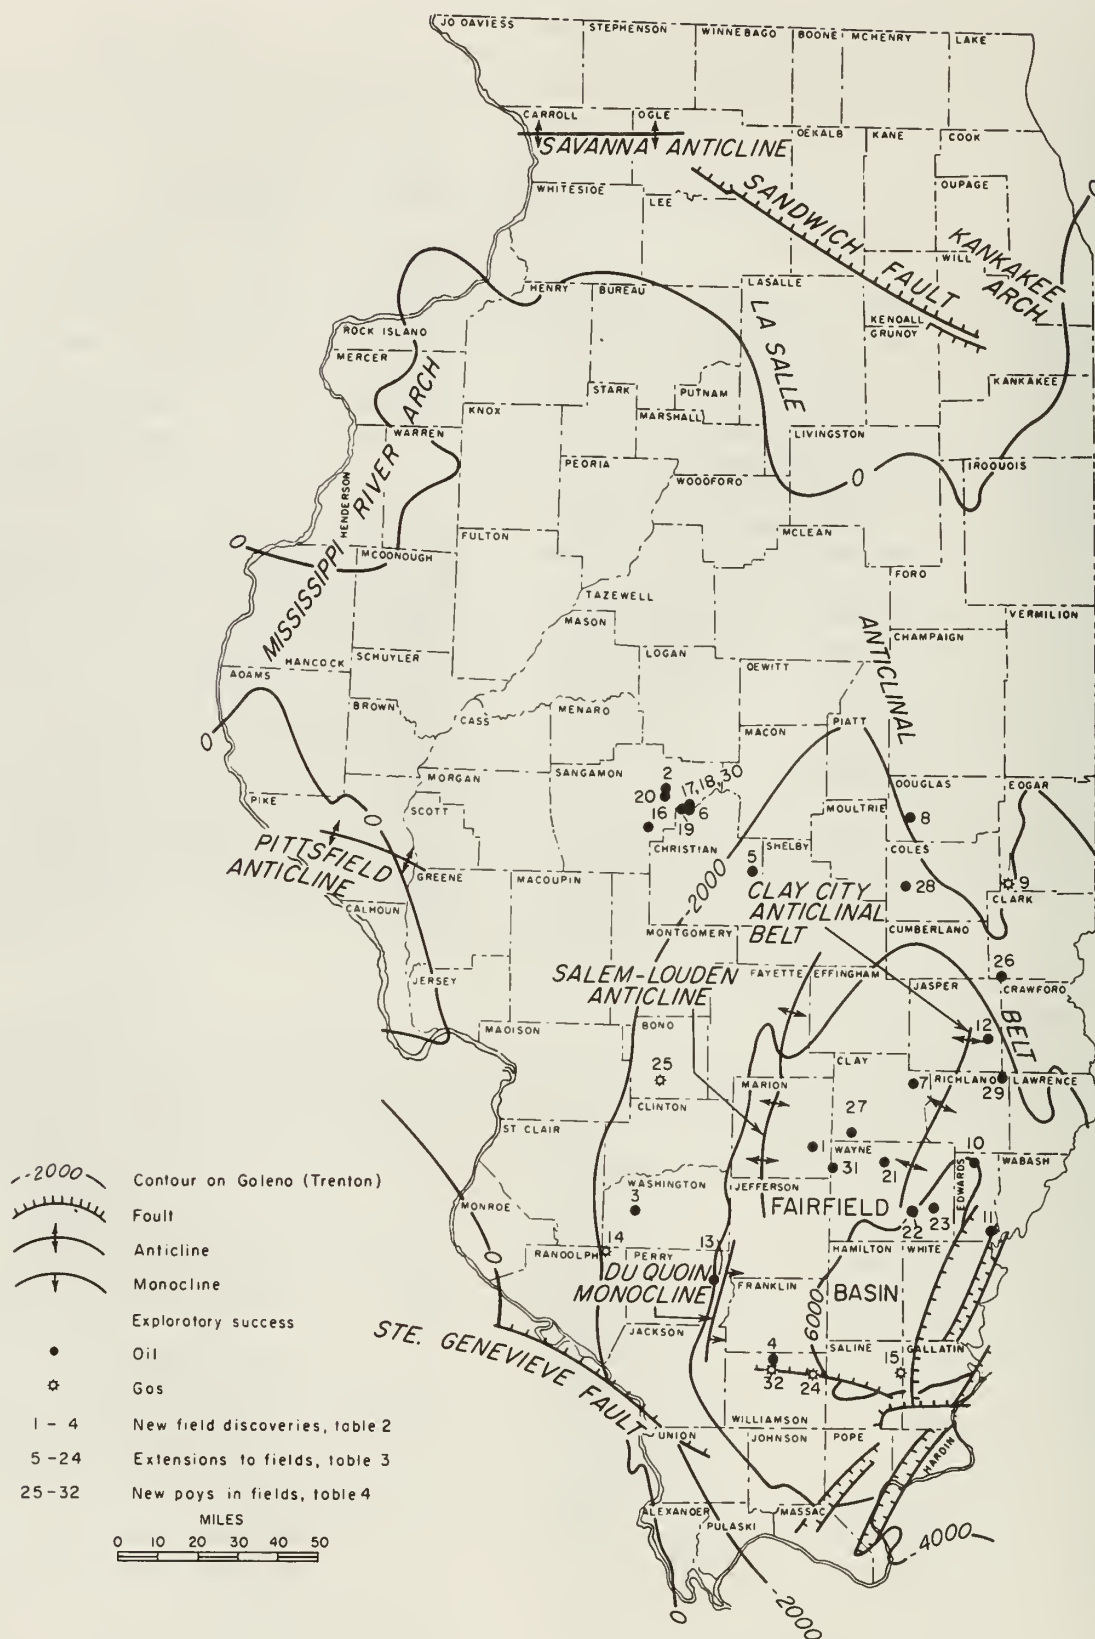 JO DAVIESS
STEPHENSON
WINNEBAGO
BOONE
MCHENRY
LAKE
CARROLL
OGLE
DEKALB
KANE
COOK
SAVANNA ANTICLINE
WHITESIDE
LEE
DUPAGE
SANDWICH FAULT
KANKAKEE ARCH
WILL
0
HENRY
BUREAU
LASALLE
KENDALL
GRUNDY
ROCK ISLAND
MERCER
LA SALLE
STARK
PUTNAM
KANKAKEE
KNOX
MARSHALL
WARREN
LIVINGSTON
PEORIA
WOODFORD
0
IROQUOIS
HENDERSON
MISSISSIPPI RIVER ARCH
0
MCDONOUGH
FULTON
MCLEAN
FORD
TAZEWELL
MASON
VERMILION
CHAMPAIGN
HANCOCK
SCHUYLER
LOGAN
DEWITT
ADAMS
ANTICLINAL
BROWN
CASS
MENARD
MACON
PIATT
0
MORGAN
SANGAMON
2
17, 18, 30
DOUGLAS
EDGAR
PIKE
SCOTT
20
16
6
19
MOULTRIE
8
0
PITTSFIELD
ANTICLINE
CHRISTIAN
SHELBY
COLES
5
GREENE
MACOUPIN
-2000
28
9
CLARK
CLAY CITY
ANTICLINAL
BELT
CALHOUN
MONTGOMERY
CUMBERLAND
26
SALEM-LOUDEN
ANTICLINE
FAYETTE
EFFINGHAM
JASPER
CRAWFORD
JERSEY
MADISON
BOND
12
BELT
25
CLAY
MARION
7
RICHLAND
29
LAWRENCE
CLINTON
27
ST CLAIR
1
WAYNE
10
WABASH
31
21
EDWARDS
-2000
Contour on Galena (Trenton)
WASHINGTON
JEFFERSON
3
FAIRFIELD
MONROE
22
23
11
Fault
0
14
RANDOLPH
PERRY
13
HAMILTON
WHITE
Anticline
DU QUOIN
MONOCLINE
FRANKLIN
BASIN
Monocline
6000
Exploratory success
STE. GENEVIEVE FAULT
JACKSON
4
SALINE
15
GALLATIN
Oil
32
24
Gas
1 - 4
New field discoveries, table 2
WILLIAMSON
UNION
JOHNSON
POPE
HARDIN
5 - 24
Extensions to fields, table 3
25-32
New pays in fields, table 4
MILES
ALEXANDER
PULASKI
MASSAC
-4000
0 10 20 30 40 50
0
-2000